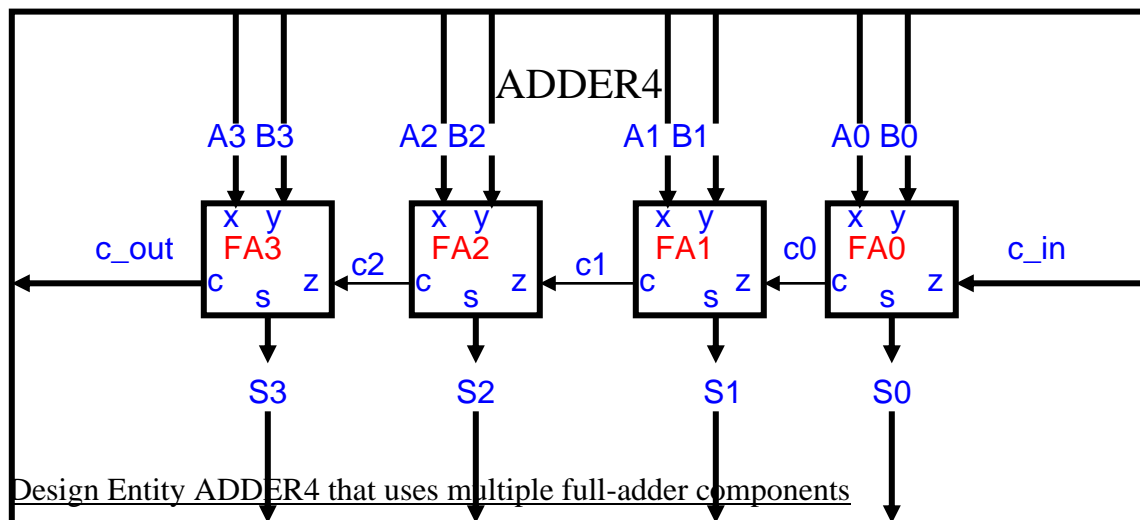 ADDER4
A3 B3 A2 B2 A1 B1 A0 B0
x y x y x y x y
c_out FA3 c2 FA2 c1 FA1 c0 FA0 c_in
c s z c s z c s z c s z
S3 S2 S1 S0
Design Entity ADDER4 that uses multiple full-adder components